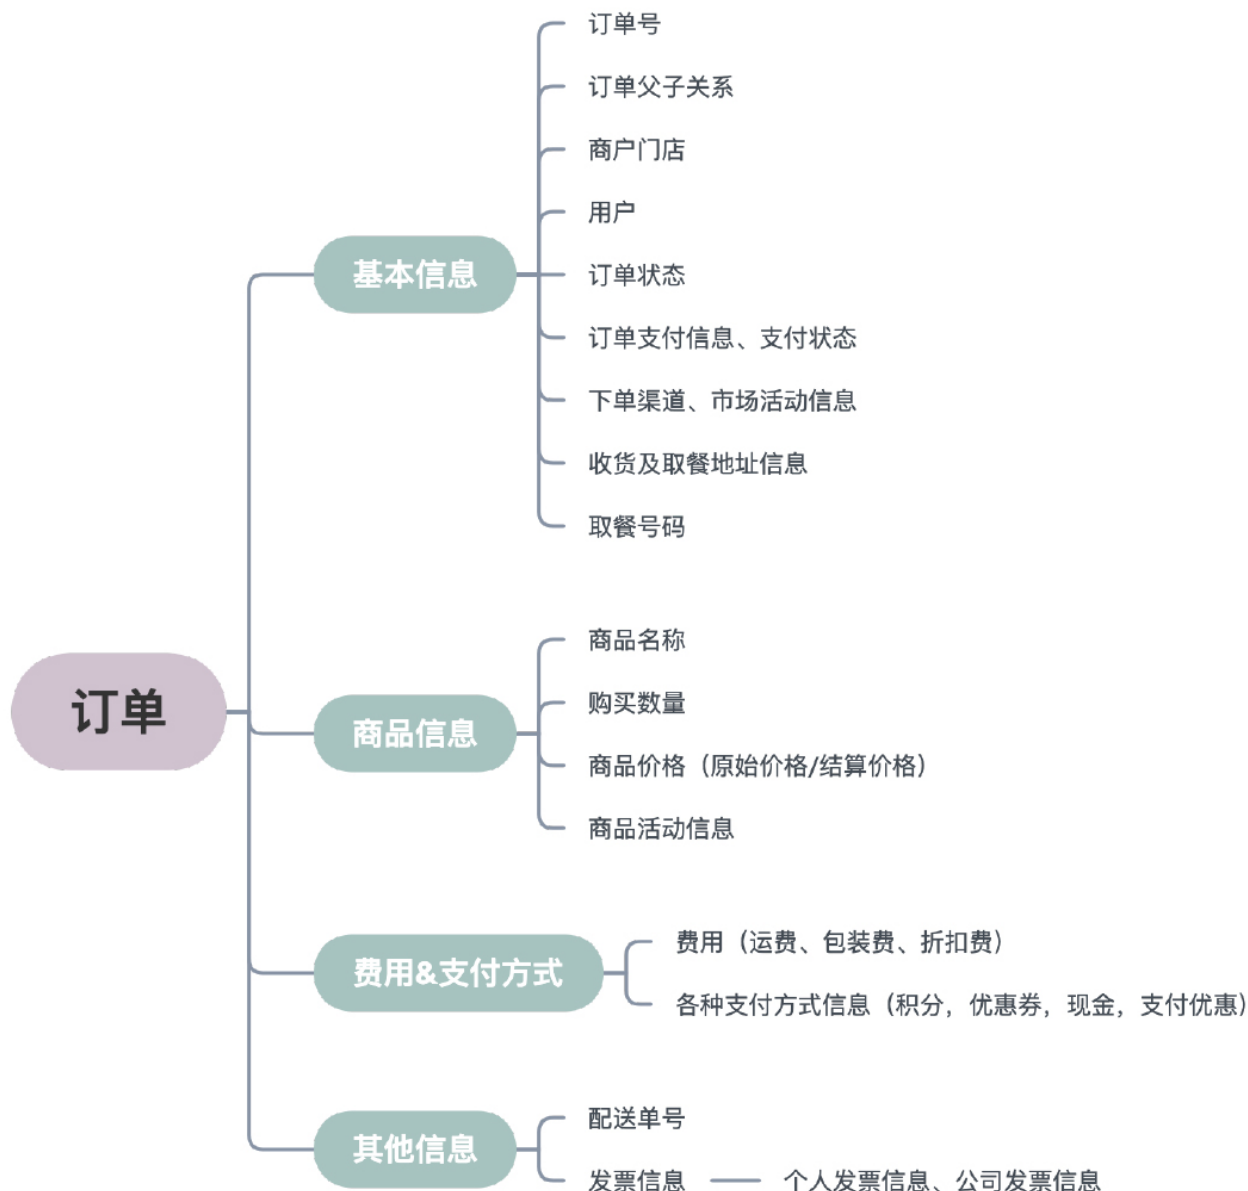 订单
基本信息
订单号
订单父子关系
商户门店
用户
订单状态
订单支付信息、支付状态
下单渠道、市场活动信息
收货及取餐地址信息
取餐号码
商品信息
商品名称
购买数量
商品价格（原始价格/结算价格）
商品活动信息
费用&支付方式
费用（运费、包装费、折扣费）
各种支付方式信息（积分，优惠券，现金，支付优惠）
其他信息
配送单号
发票信息
个人发票信息、公司发票信息